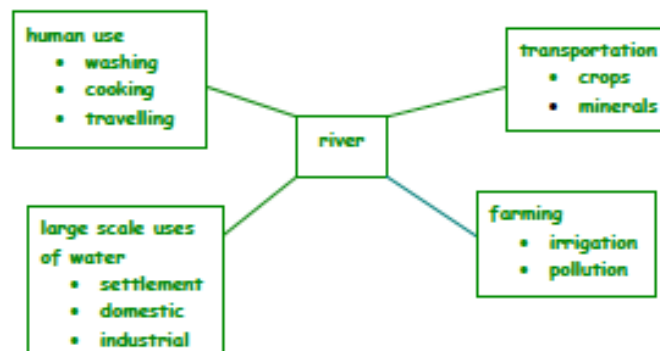 human use
• washing
• cooking
• travelling
transportation
• crops
• minerals
river
large scale uses
of water
• settlement
• domestic
• industrial
farming
• irrigation
• pollution